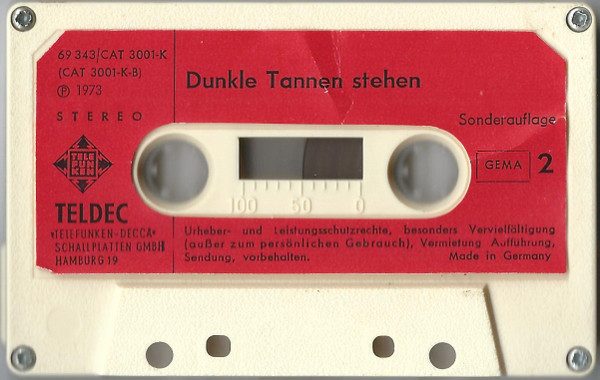 69 343/CAT 3001-K
(CAT 3001-K-B)
Ⓟ 1973
STEREO
Dunkle Tannen stehen
Sonderauflage
GEMA 2
TELE
FUN
KEN
TELDEC
»TELEFUNKEN-DECCA«
SCHALLPLATTEN GMBH
HAMBURG 19
100 50 0
Urheber- und Leistungsschutzrechte, besonders Vervielfältigung
(außer zum persönlichen Gebrauch), Vermietung Aufführung,
Sendung, vorbehalten.
Made in Germany